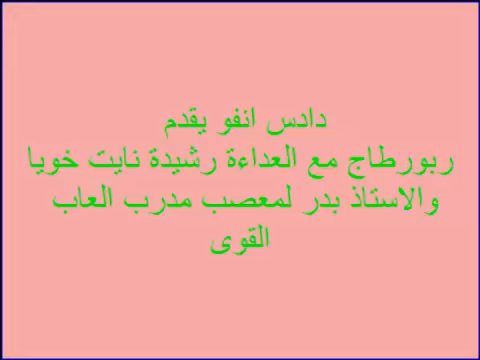 دادس انفو يقدم
ربورطاج مع العداءة رشيدة نايت خويا
والاستاذ بدر لمعصب مدرب العاب
القوى